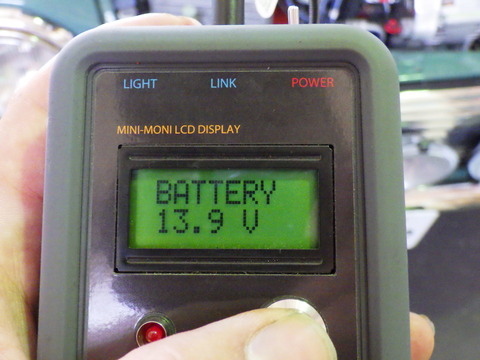 LIGHT LINK POWER
MINI-MONI LCD DISPLAY
BATTERY
13.9 V